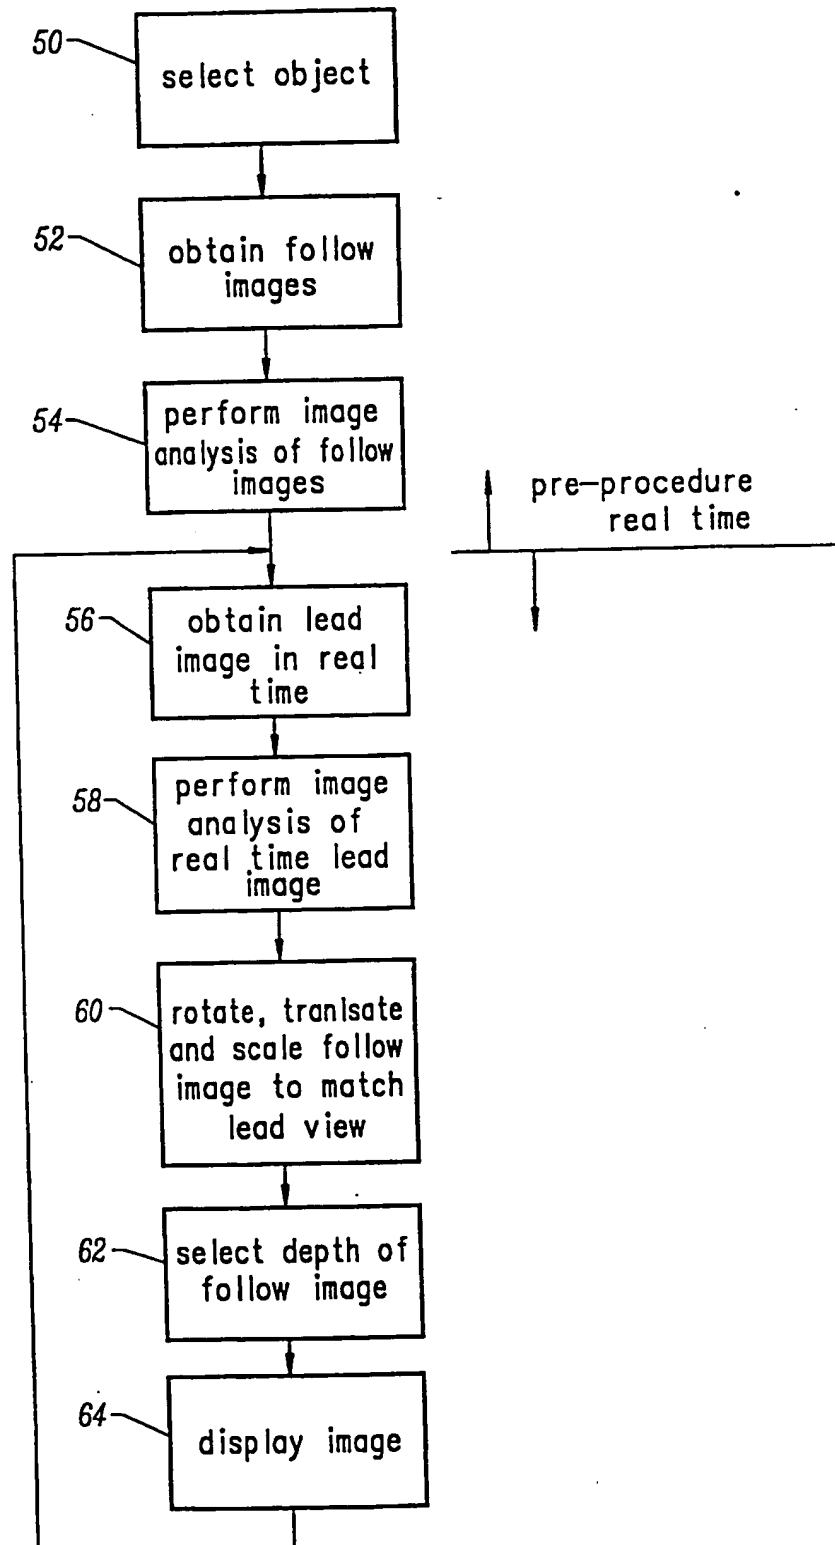 50
select object
52
obtain follow
images
54
perform image
analysis of follow
images
pre-procedure
real time
56
obtain lead
image in real
time
58
perform image
analysis of
real time lead
image
60
rotate, tranlsate
and scale follow
image to match
lead view
62
select depth of
follow image
64
display image